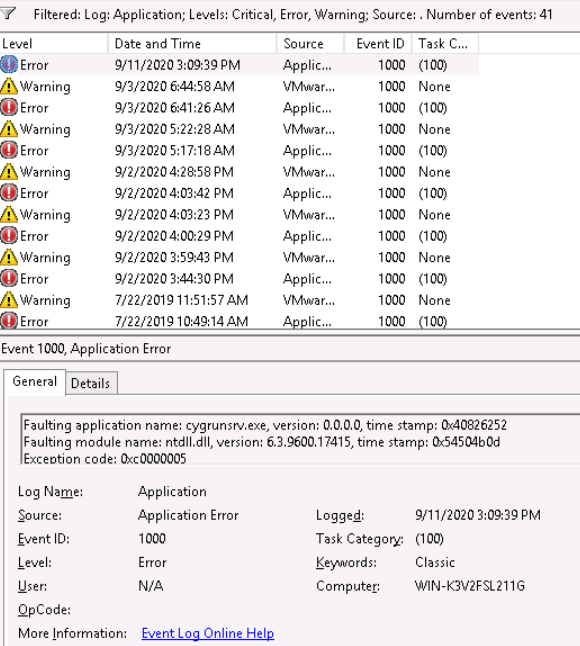 Filtered: Log: Application; Levels: Critical, Error, Warning; Source: . Number of events: 41
Level Date and Time Source Event ID Task C...
Error 9/11/2020 3:09:39 PM Applic... 1000 (100)
Warning 9/3/2020 6:44:58 AM VMwar... 1000 None
Error 9/3/2020 6:41:26 AM Applic... 1000 (100)
Warning 9/3/2020 5:22:28 AM VMwar... 1000 None
Error 9/3/2020 5:17:18 AM Applic... 1000 (100)
Warning 9/2/2020 4:28:58 PM VMwar... 1000 None
Error 9/2/2020 4:03:42 PM Applic... 1000 (100)
Warning 9/2/2020 4:03:23 PM VMwar... 1000 None
Error 9/2/2020 4:00:29 PM Applic... 1000 (100)
Warning 9/2/2020 3:59:43 PM VMwar... 1000 None
Error 9/2/2020 3:44:30 PM Applic... 1000 (100)
Warning 7/22/2019 11:51:57 AM VMwar... 1000 None
Error 7/22/2019 10:49:14 AM Applic... 1000 (100)
Event 1000, Application Error
General Details
Faulting application name: cygrunsrv.exe, version: 0.0.0.0, time stamp: 0x40826252
Faulting module name: ntdll.dll, version: 6.3.9600.17415, time stamp: 0x54504b0d
Exception code: 0xc0000005
Log Name: Application
Source: Application Error Logged: 9/11/2020 3:09:39 PM
Event ID: 1000 Task Category: (100)
Level: Error Keywords: Classic
User: N/A Computer: WIN-K3V2FSL211G
OpCode:
More Information: Event Log Online Help